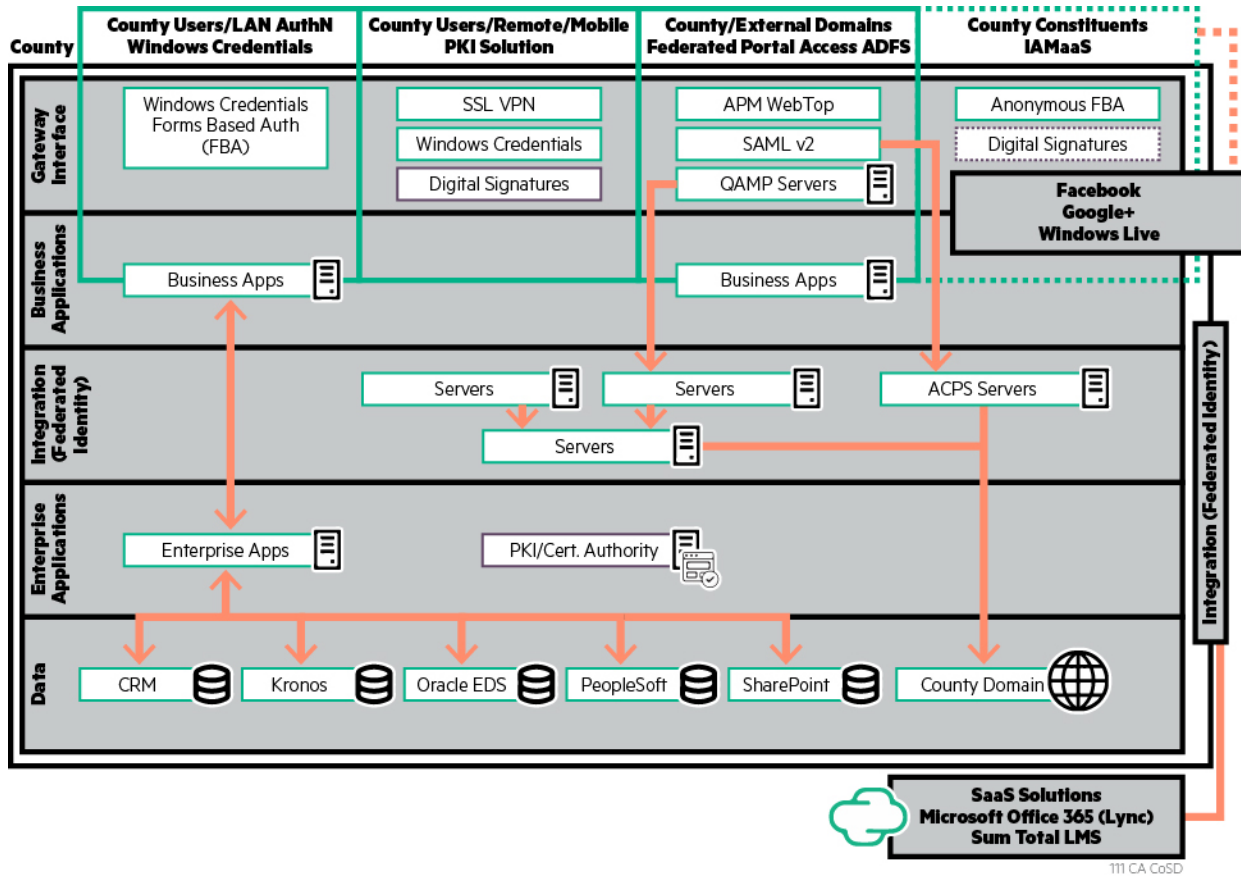 County
County Users/LAN AuthN
Windows Credentials
County Users/Remote/Mobile
PKI Solution
County/External Domains
Federated Portal Access ADFS
County Constituents
IAMaaS
Gateway
Interface
Windows Credentials
Forms Based Auth
(FBA)
SSL VPN
Windows Credentials
Digital Signatures
APM WebTop
SAML v2
QAMP Servers
Anonymous FBA
Digital Signatures
Facebook
Google+
Windows Live
Business
Applications
Business Apps
Business Apps
Integration
(Federated
Identity)
Servers
Servers
ACPS Servers
Servers
Integration (Federated Identity)
Enterprise
Applications
Enterprise Apps
PKI/Cert. Authority
Data
CRM
Kronos
Oracle EDS
PeopleSoft
SharePoint
County Domain
SaaS Solutions
Microsoft Office 365 (Lync)
Sum Total LMS
111 CA CoSD